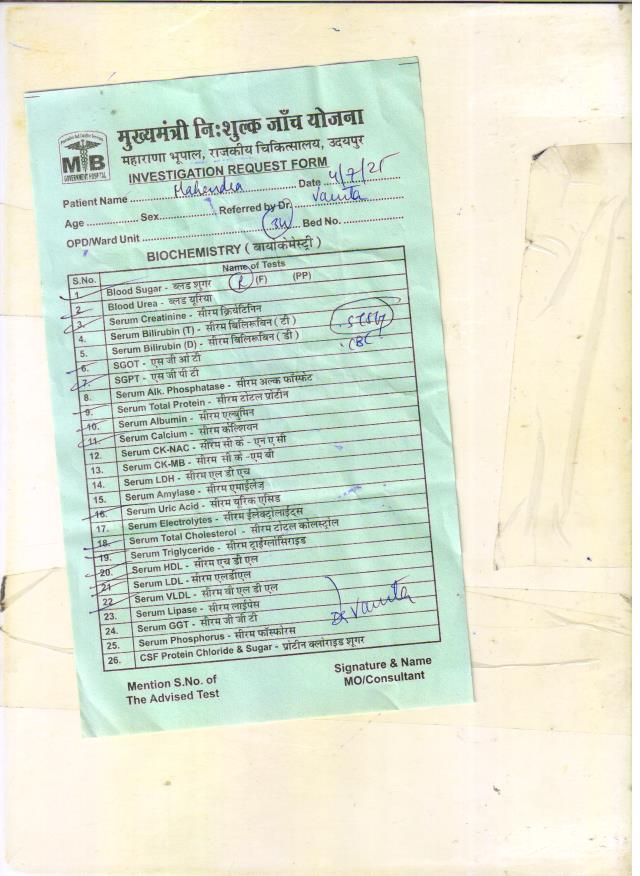 मुख्यमंत्री निःशुल्क जाँच योजना
महाराणा भूपाल, राजकीय चिकित्सालय, उदयपुर
MB
GOVERNMENT HOSPITAL
INVESTIGATION REQUEST FORM
Patient Name Mahendra Date 4/7/25
Age Sex Referred by Dr. Vanita
OPD/Ward Unit 34 Bed No.
BIOCHEMISTRY ( बायोकेमेस्ट्री )
S.No. Name of Tests
1. Blood Sugar - ब्लड शूगर R (F) (PP)
2. Blood Urea - ब्लड यूरिया
3. Serum Creatinine - सीरम क्रियेटिनिन
4. Serum Bilirubin (T) - सीरम बिलिरूबिन ( टी )
5. Serum Bilirubin (D) - सीरम बिलिरूबिन ( डी )
CBC
6. SGOT - एस जी ओ टी
7. SGPT - एस जी पी टी
8. Serum Alk. Phosphatase - सीरम अल्क फॉस्फेट
9. Serum Total Protein - सीरम टोटल प्रोटीन
10. Serum Albumin - सीरम एल्बुमिन
11. Serum Calcium - सीरम केल्शियम
12. Serum CK-NAC - सीरम सी के - एन ए सी
13. Serum CK-MB - सीरम सी के -एम बी
14. Serum LDH - सीरम एल डी एच
15. Serum Amylase - सीरम एमाईलेज
16. Serum Uric Acid - सीरम यूरिक एसिड
17. Serum Electrolytes - सीरम ईलेक्ट्रोलाईट्स
18. Serum Total Cholesterol - सीरम टोटल कोलस्ट्रोल
19. Serum Triglyceride - सीरम ट्राईग्लोसिराइड
20. Serum HDL - सीरम एच डी एल
21 Serum LDL - सीरम एलडीएल
22 Serum VLDL - सीरम वी एल डी एल
23. Serum Lipase - सीरम लाईपेस
24. Serum GGT - सीरम जी जी टी
25. Serum Phosphorus - सीरम फॉस्फोरस
26. CSF Protein Chloride & Sugar - प्रोटीन क्लोराइड शूगर
Dr Vanita
Mention S.No. of
The Advised Test
Signature & Name
MO/Consultant